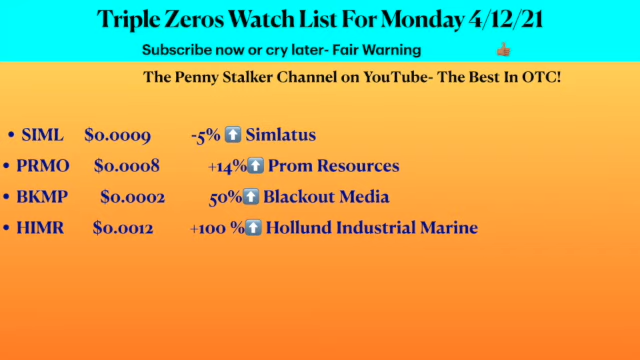 Triple Zeros Watch List For Monday 4/12/21
Subscribe now or cry later- Fair Warning 👍🏽
The Penny Stalker Channel on YouTube- The Best In OTC!
• SIML $0.0009 -5% ⬆️ Simlatus
• PRMO $0.0008 +14%⬆️ Prom Resources
• BKMP $0.0002 50%⬆️ Blackout Media
• HIMR $0.0012 +100 %⬆️ Hollund Industrial Marine